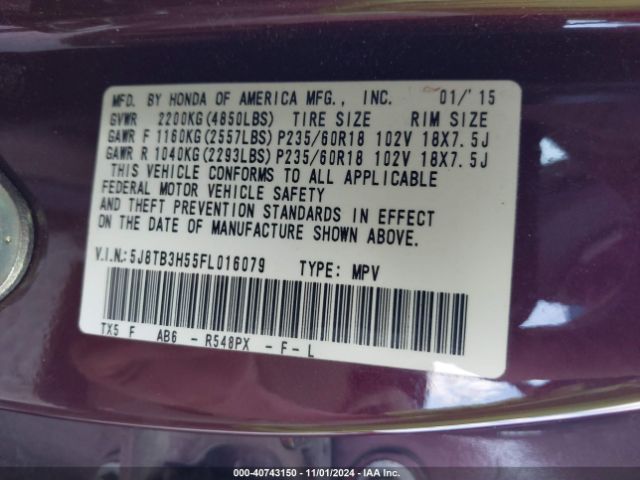 MFD. BY HONDA OF AMERICA MFG., INC. 01/'15
GVWR 2200KG(4850LBS) TIRE SIZE RIM SIZE
GAWR F 1160KG(2557LBS)P235/60R18 102V 18X7.5J
GAWR R 1040KG(2293LBS)P235/60R18 102V 18X7.5J
THIS VEHICLE CONFORMS TO ALL APPLICABLE
FEDERAL MOTOR VEHICLE SAFETY
AND THEFT PREVENTION STANDARDS IN EFFECT
ON THE DATE OF MANUFACTURE SHOWN ABOVE.
V.I.N.: 5J8TB3H55FL016079 TYPE: MPV
TX5 F AB6 - R548PX - F - L
000-40743150 - 11/01/2024 - IAA Inc.